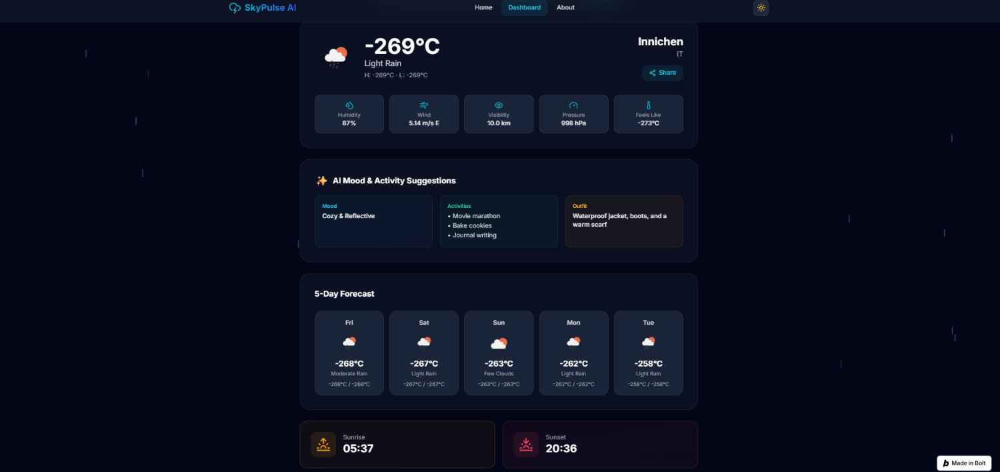 SkyPulse AI
Home Dashboard About
-269°C
Light Rain
H: -269°C · L: -269°C
Innichen
IT
Share
Humidity
87%
Wind
5.14 m/s E
Visibility
10.0 km
Pressure
998 hPa
Feels Like
-273°C
AI Mood & Activity Suggestions
Mood
Cozy & Reflective
Activities
• Movie marathon
• Bake cookies
• Journal writing
Outfit
Waterproof jacket, boots, and a
warm scarf
5-Day Forecast
Fri
-268°C
Moderate Rain
-268°C / -268°C
Sat
-267°C
Light Rain
-267°C / -267°C
Sun
-263°C
Few Clouds
-263°C / -263°C
Mon
-262°C
Light Rain
-262°C / -262°C
Tue
-258°C
Light Rain
-258°C / -258°C
Sunrise
05:37
Sunset
20:36
b Made in Bolt